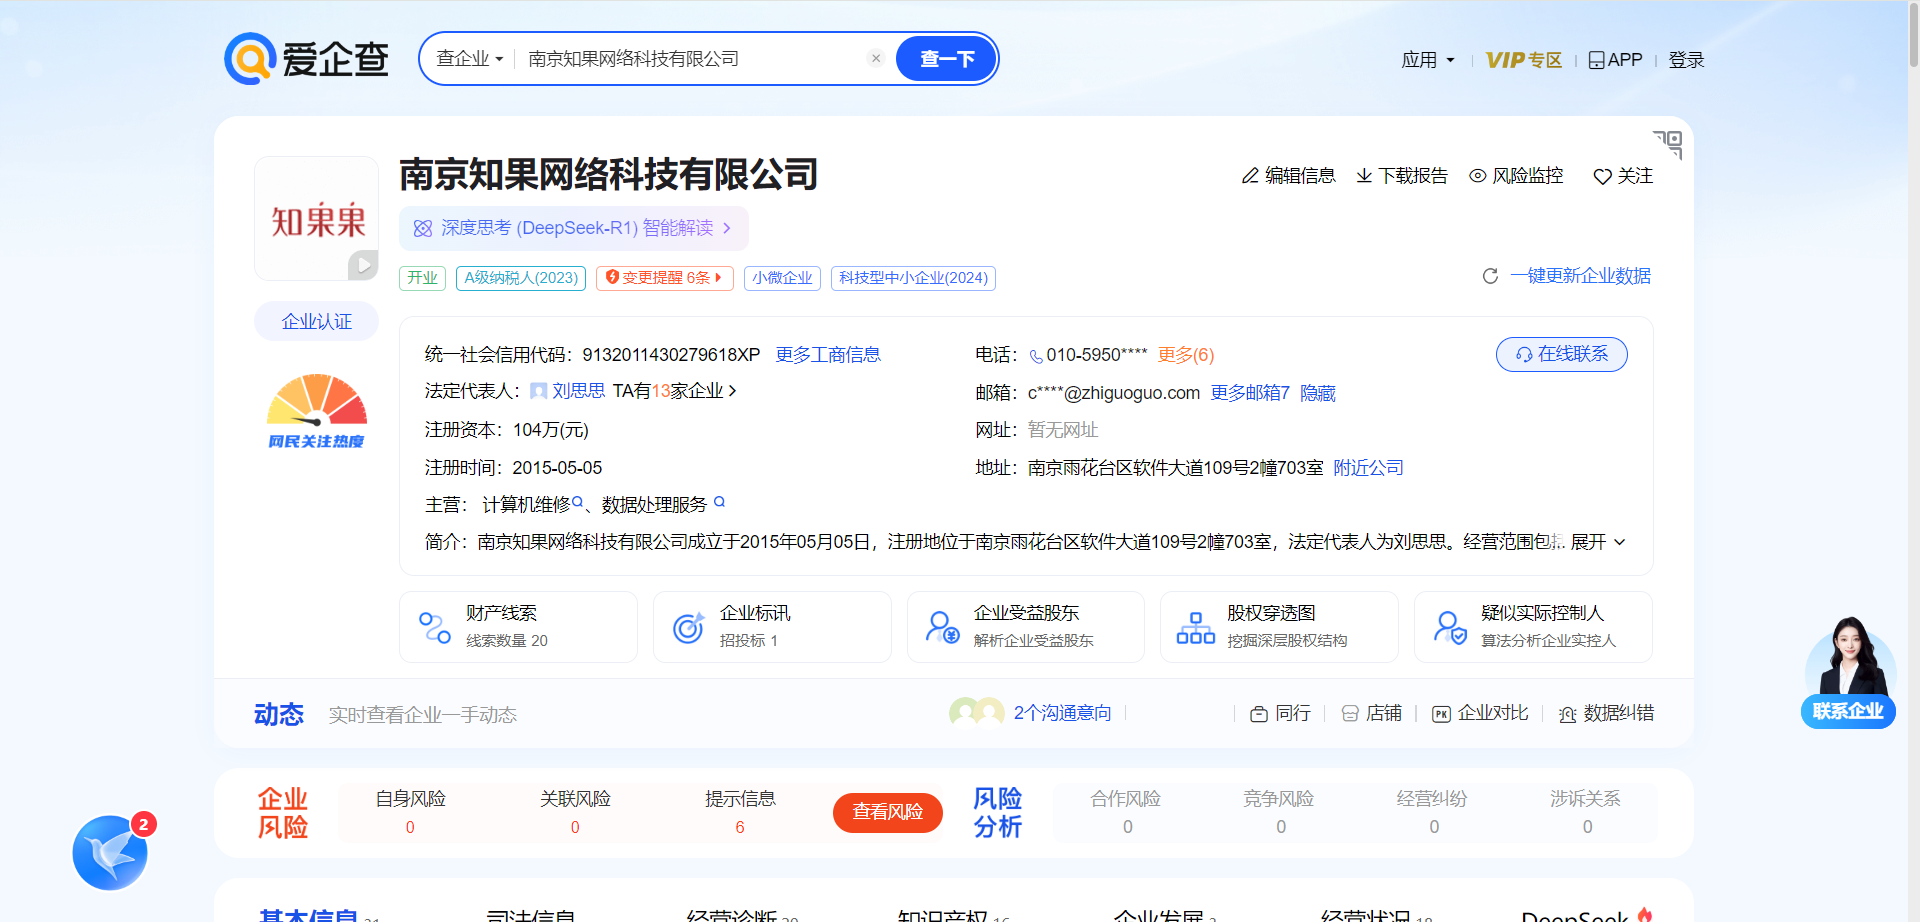 爱企查
查企业 南京知果网络科技有限公司 查一下
应用 VIP专区 APP 登录
知果果
南京知果网络科技有限公司
编辑信息 下载报告 风险监控 关注
深度思考 (DeepSeek-R1) 智能解读
开业 A级纳税人(2023) 变更提醒 6条 小微企业 科技型中小企业(2024)
一键更新企业数据
企业认证
网民关注热度
统一社会信用代码：9132011430279618XP 更多工商信息
电话：010-5950**** 更多(6)
在线联系
法定代表人：刘思思 TA有13家企业
邮箱：c****@zhiguoguo.com 更多邮箱7 隐藏
注册资本：104万(元)
网址：暂无网址
注册时间：2015-05-05
地址：南京雨花台区软件大道109号2幢703室 附近公司
主营：计算机维修、数据处理服务
简介：南京知果网络科技有限公司成立于2015年05月05日，注册地位于南京雨花台区软件大道109号2幢703室，法定代表人为刘思思。经营范围包 展开
财产线索
线索数量 20
企业标讯
招投标 1
企业受益股东
解析企业受益股东
股权穿透图
挖掘深层股权结构
疑似实际控制人
算法分析企业实控人
动态 实时查看企业一手动态
2个沟通意向
同行 店铺 PK 企业对比 数据纠错
联系企业
企业
风险
自身风险
0
关联风险
0
提示信息
6
查看风险
风险
分析
合作风险
0
竞争风险
0
经营纠纷
0
涉诉关系
0
2
基本信息 司法信息 经营诊断 知识产权 企业发展 经营状况 DeepSeek